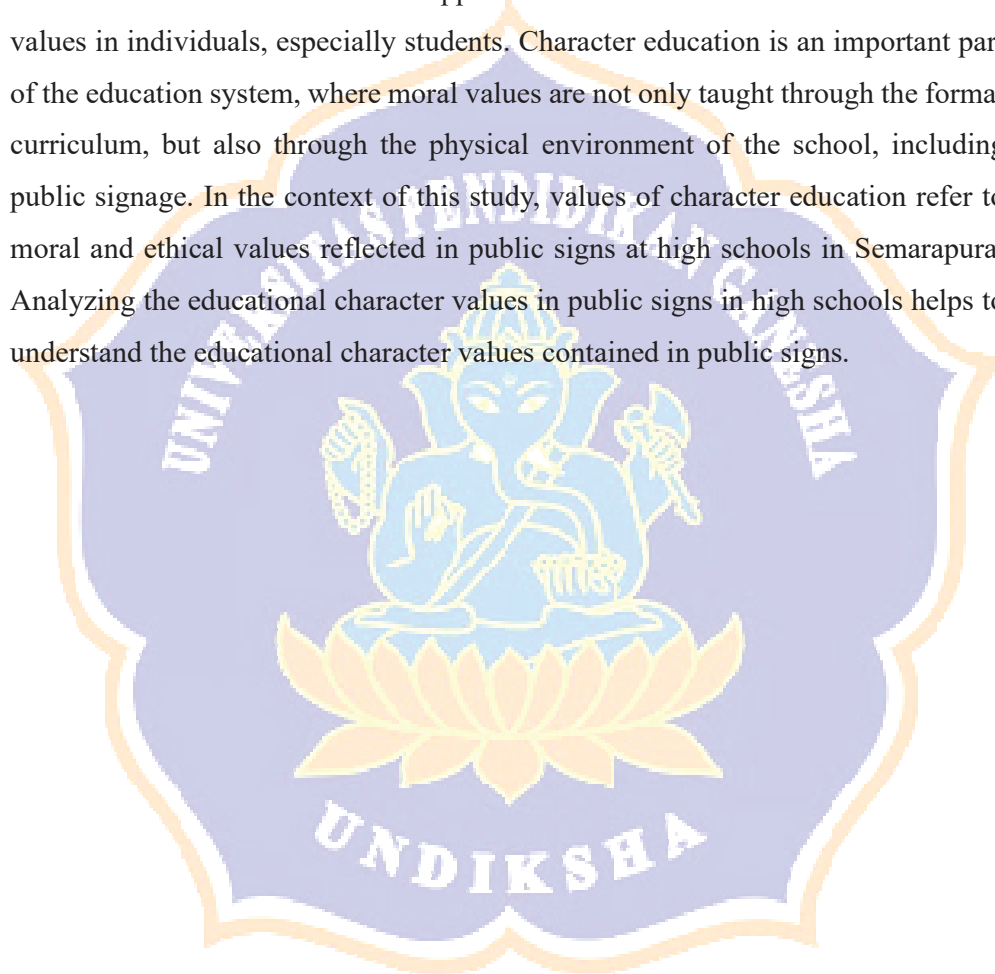 values in individuals, especially students. Character education is an important par
of the education system, where moral values are not only taught through the forma
curriculum, but also through the physical environment of the school, including
public signage. In the context of this study, values of character education refer to
moral and ethical values reflected in public signs at high schools in Semarapura
Analyzing the educational character values in public signs in high schools helps to
understand the educational character values contained in public signs.
UNIVERSITAS PENDIDIKAN GANESHA
UNDIKSHA